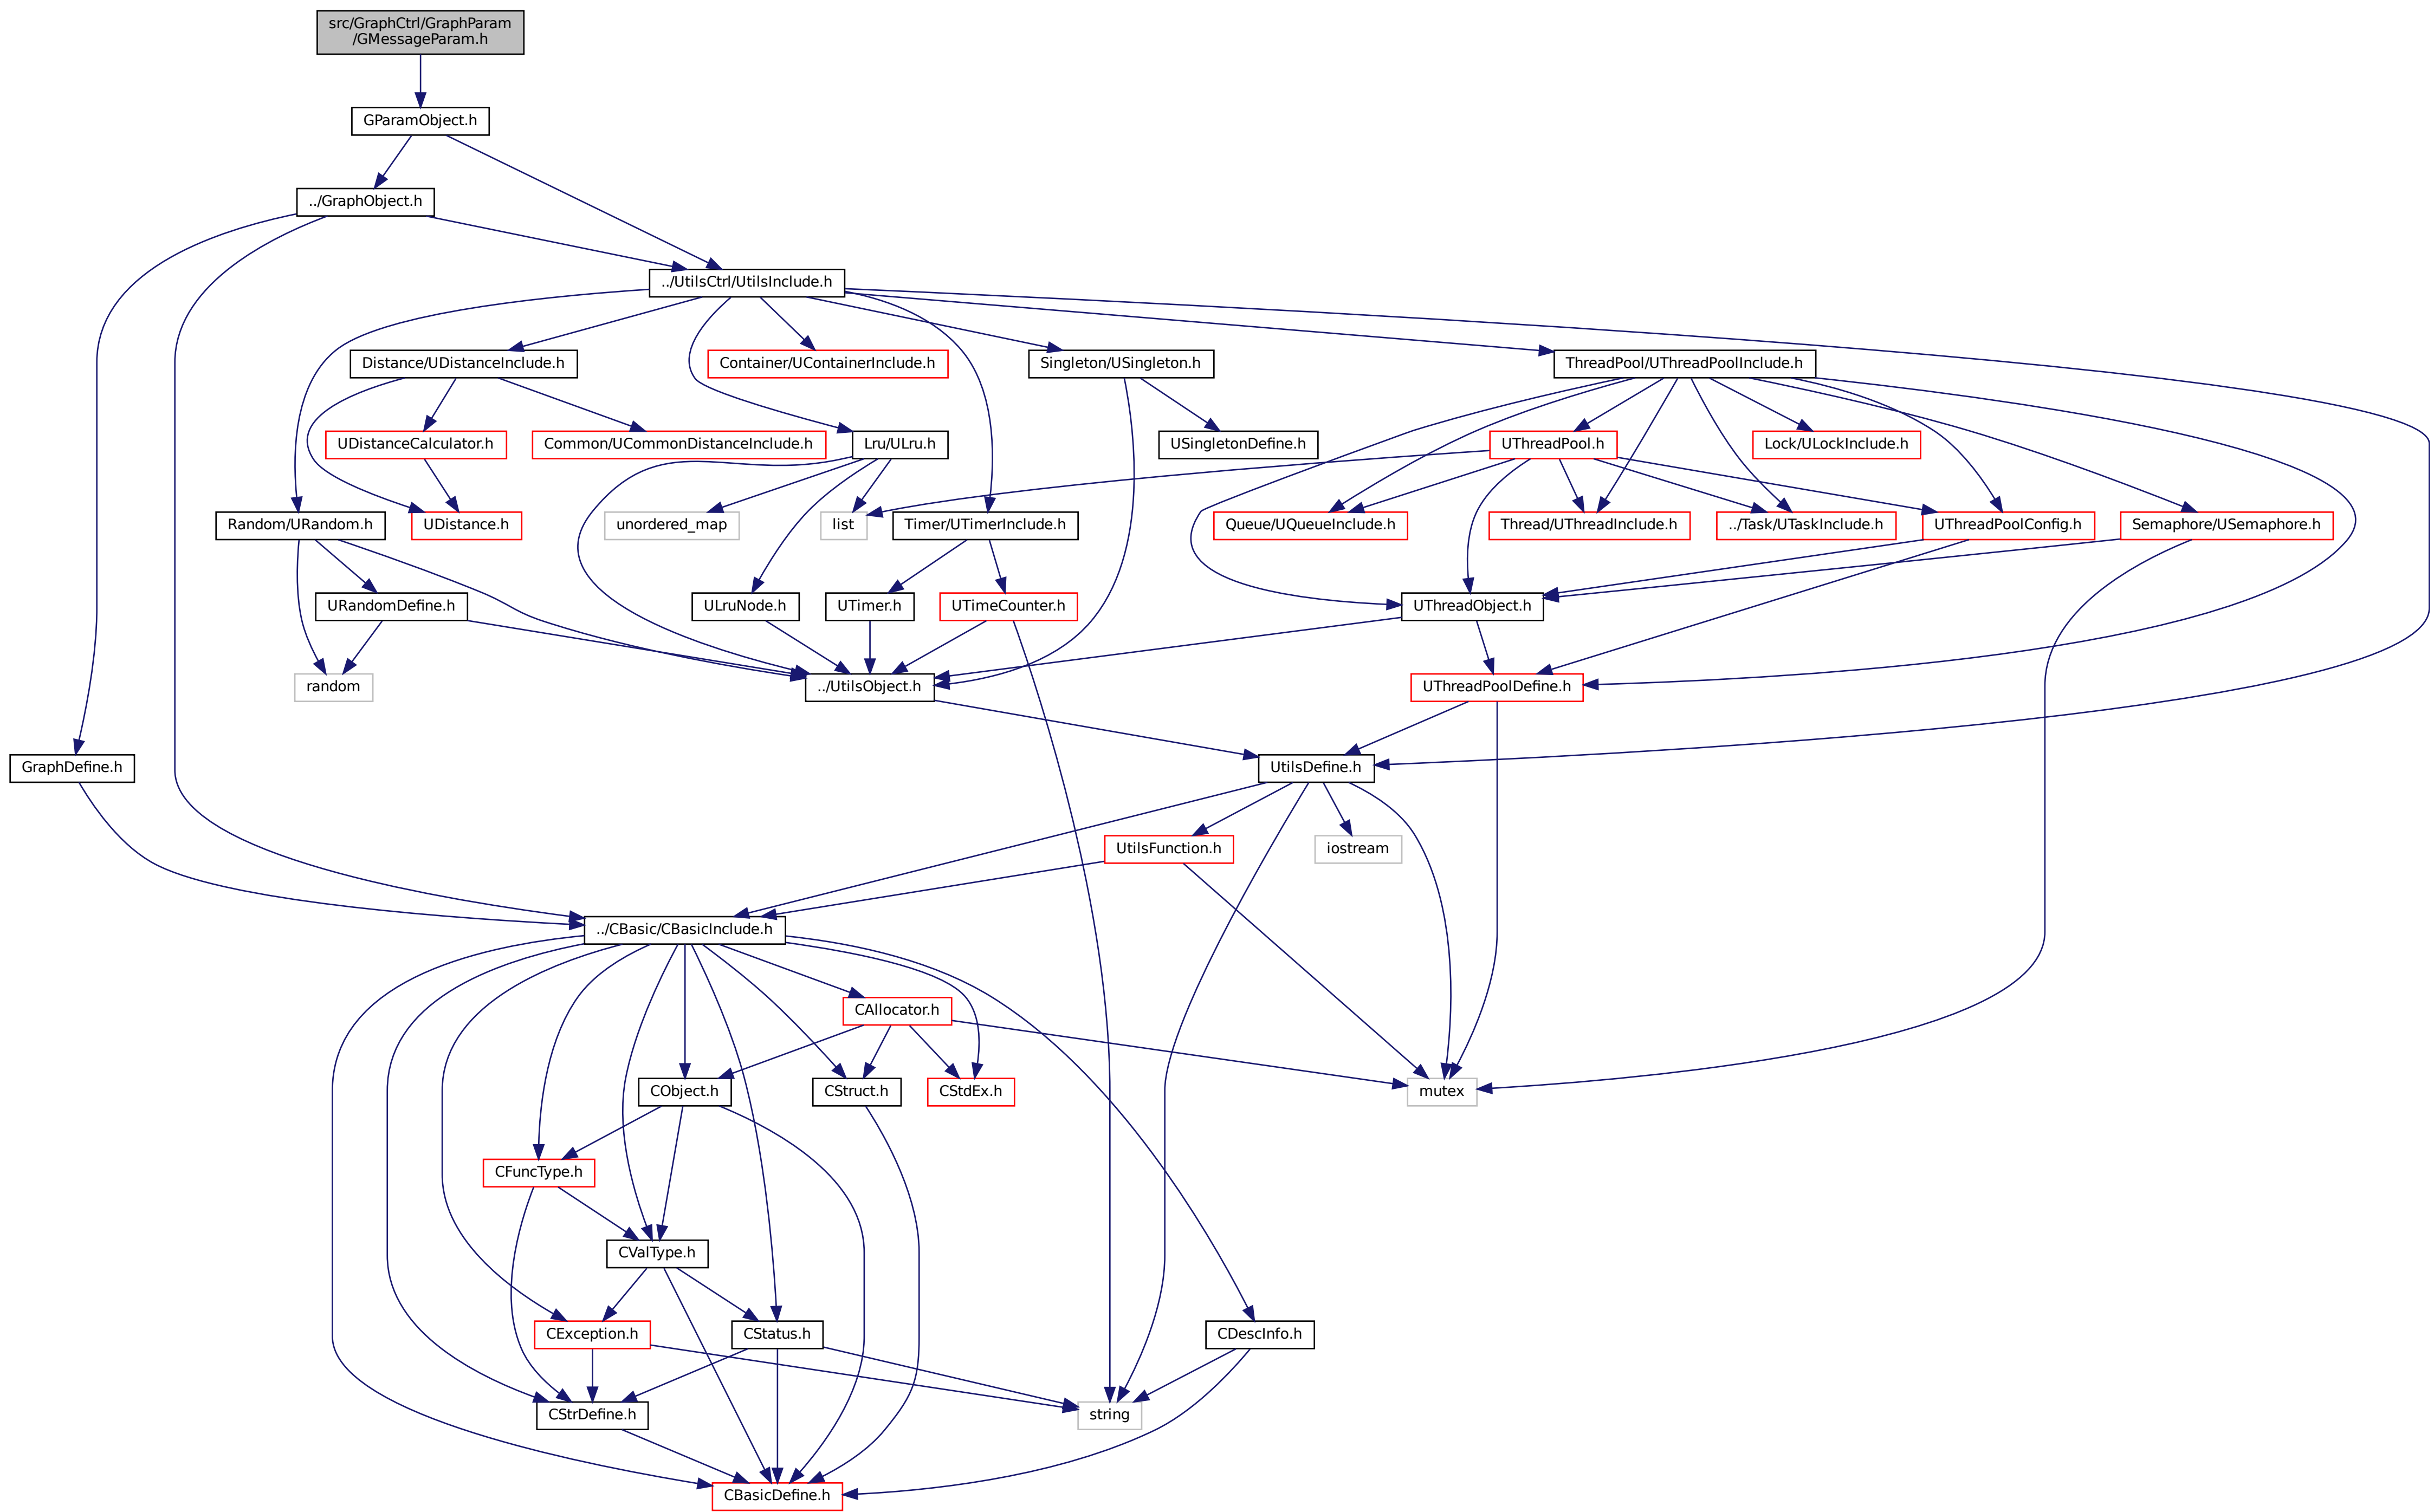 src/GraphCtrl/GraphParam
/GMessageParam.h
GParamObject.h
../GraphObject.h
../UtilsCtrl/UtilsInclude.h
Distance/UDistanceInclude.h
Container/UContainerInclude.h
Singleton/USingleton.h
ThreadPool/UThreadPoolInclude.h
UDistanceCalculator.h
Common/UCommonDistanceInclude.h
Lru/ULru.h
USingletonDefine.h
UThreadPool.h
Lock/ULockInclude.h
Random/URandom.h
UDistance.h
unordered_map
list
Timer/UTimerInclude.h
Queue/UQueueInclude.h
Thread/UThreadInclude.h
../Task/UTaskInclude.h
UThreadPoolConfig.h
Semaphore/USemaphore.h
URandomDefine.h
ULruNode.h
UTimer.h
UTimeCounter.h
UThreadObject.h
random
../UtilsObject.h
UThreadPoolDefine.h
GraphDefine.h
UtilsDefine.h
UtilsFunction.h
iostream
../CBasic/CBasicInclude.h
CAllocator.h
CObject.h
CStruct.h
CStdEx.h
mutex
CFuncType.h
CValType.h
CException.h
CStatus.h
CDescInfo.h
CStrDefine.h
string
CBasicDefine.h